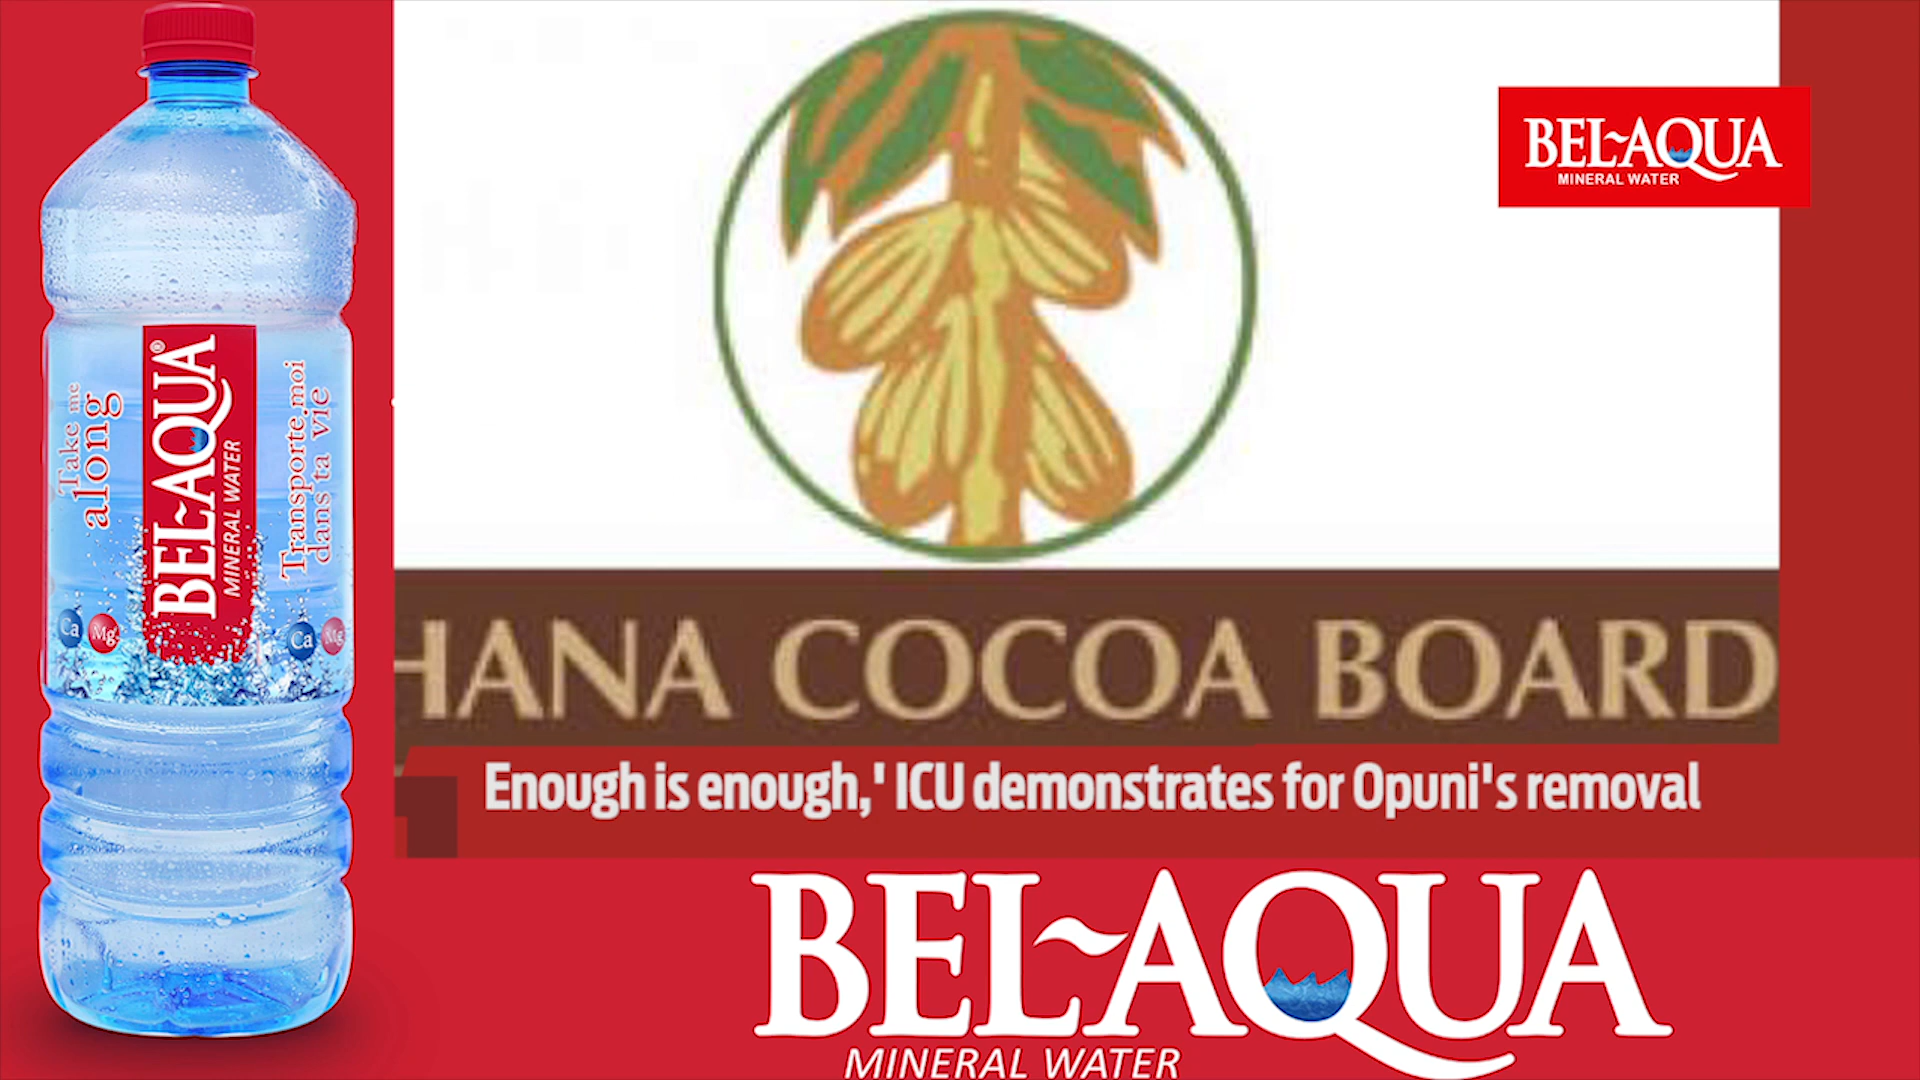 BEL-AQUA
MINERAL WATER
Take me
along
BEL-AQUA®
MINERAL WATER
Transporte.moi
dans ta vie
Ca
Mg
Ca
Mg
HANA COCOA BOARD
Enough is enough,' ICU demonstrates for Opuni's removal
BEL-AQUA
MINERAL WATER